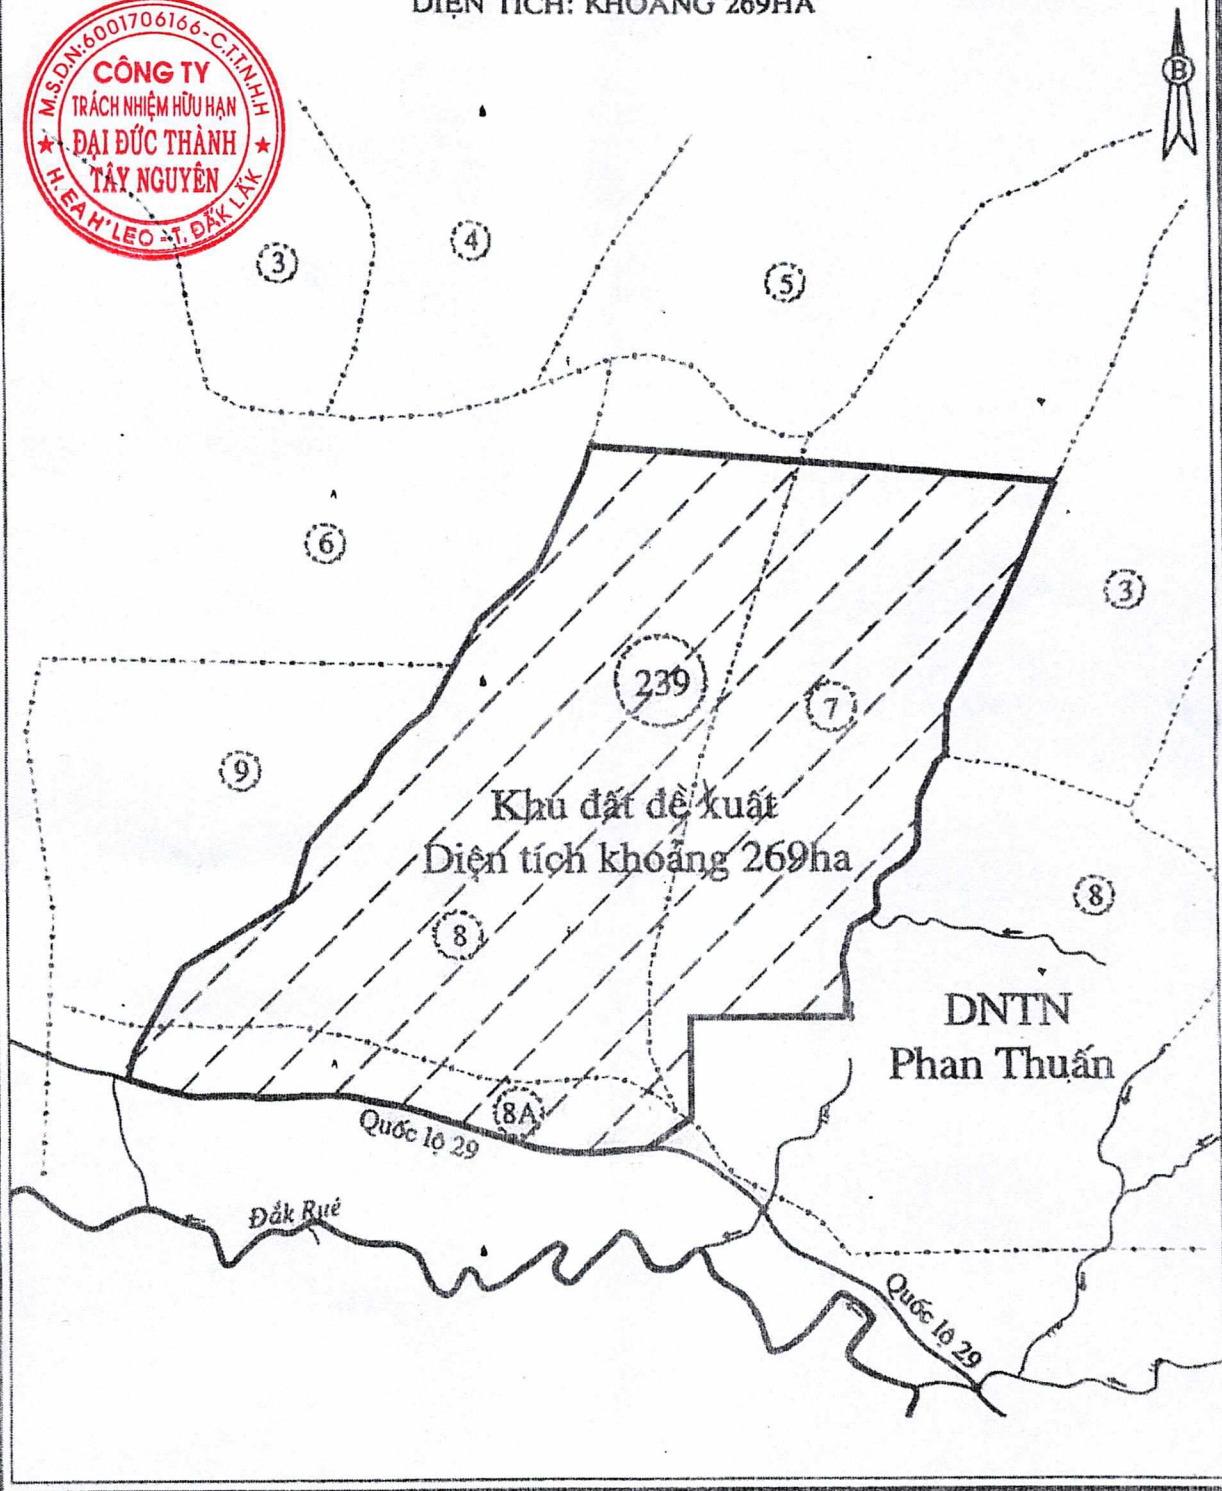 DIỆN TÍCH: KHOẢNG 269HA
M.S.D.N:6001706166-C.T.T.N.H.H
CÔNG TY
TRÁCH NHIỆM HỮU HẠN
ĐẠI ĐỨC THÀNH
TÂY NGUYÊN
H. EA H'LEO - T. ĐẮK LẮK
B
3
4
5
6
3
239
7
9
Khu đất đề xuất
Diện tích khoảng 269ha
8
8
DNTN
Phan Thuấn
8A
Quốc lộ 29
Đắk Rué
Quốc lộ 29